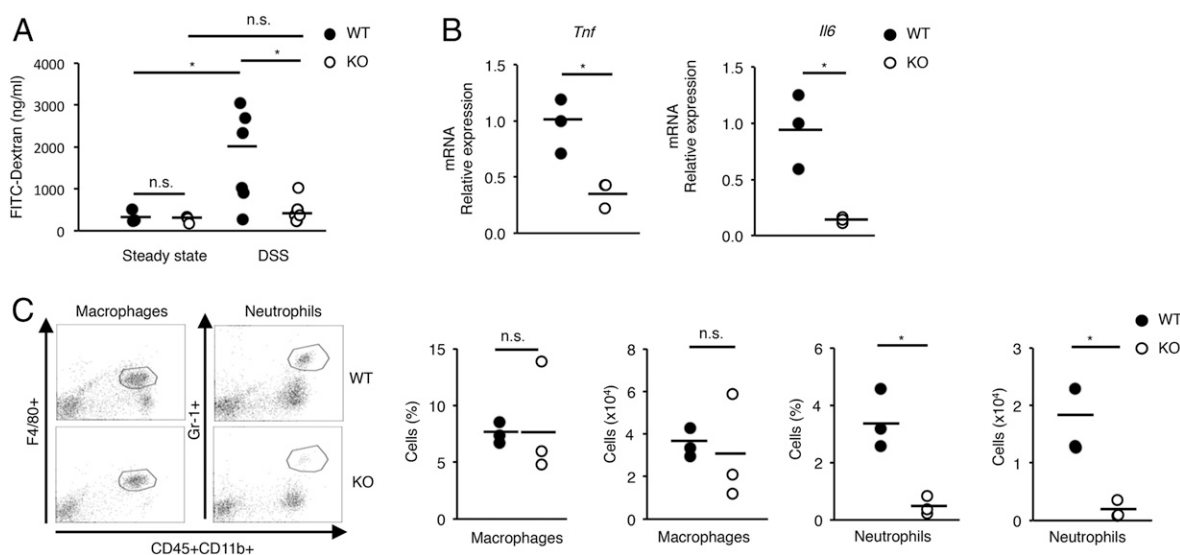 A
n.s.
WT
KO
*
*
FITC-Dextran (ng/ml)
4000
3000
2000
1000
0
n.s.
Steady state
DSS
B
Tnf
Il6
WT
KO
mRNA
Relative expression
1.5
1.0
0.5
0.0
*
mRNA
Relative expression
1.5
1.0
0.5
0.0
*
C
Macrophages
Neutrophils
F4/80+
Gr-1+
WT
KO
CD45+CD11b+
n.s.
Cells (%)
15
10
5
0
Macrophages
n.s.
Cells (x10⁴)
8
6
4
2
0
Macrophages
*
Cells (%)
6
4
2
0
Neutrophils
*
Cells (x10⁴)
3
2
1
0
Neutrophils
WT
KO